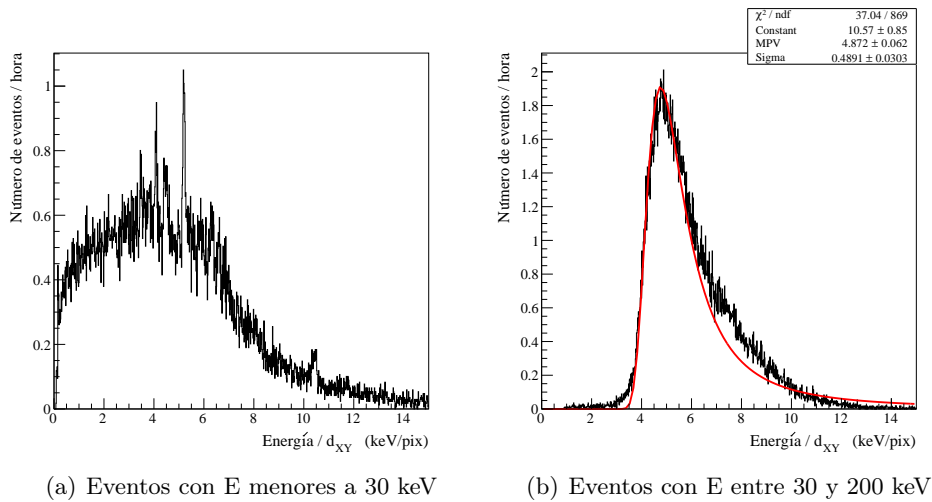 χ² / ndf 37.04 / 869
Constant 10.57 ± 0.85
MPV 4.872 ± 0.062
Sigma 0.4891 ± 0.0303
Número de eventos / hora
1
0.8
0.6
0.4
0.2
0
0 2 4 6 8 10 12 14
Energía / d_XY (keV/pix)
Número de eventos / hora
2
1.8
1.6
1.4
1.2
1
0.8
0.6
0.4
0.2
0
0 2 4 6 8 10 12 14
Energía / d_XY (keV/pix)
(a) Eventos con E menores a 30 keV
(b) Eventos con E entre 30 y 200 keV